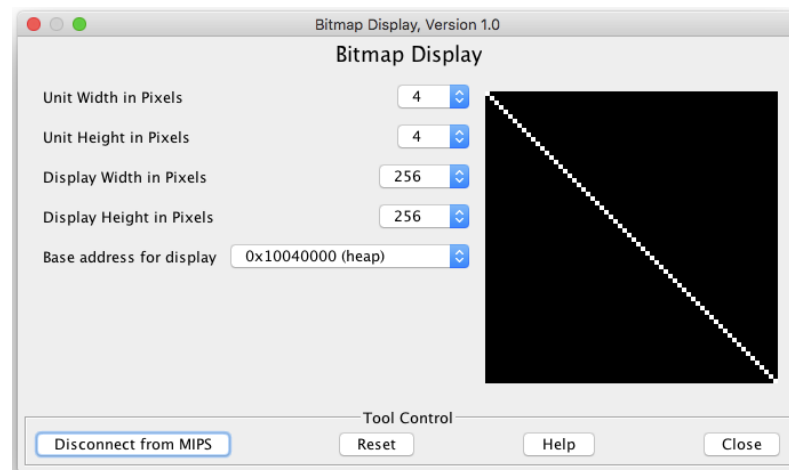 Bitmap Display, Version 1.0
Bitmap Display
Unit Width in Pixels 4
Unit Height in Pixels 4
Display Width in Pixels 256
Display Height in Pixels 256
Base address for display 0x10040000 (heap)
Tool Control
Disconnect from MIPS Reset Help Close